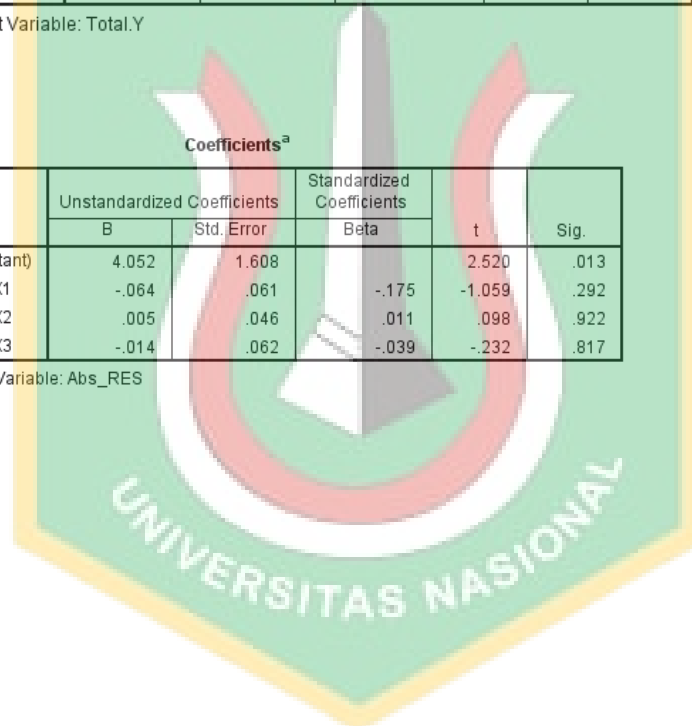 t Variable: Total.Y
Coefficientsª
Unstandardized Coefficients Standardized Coefficients t Sig.
B Std. Error Beta
tant) 4.052 1.608 2.520 .013
X1 -.064 .061 -.175 -1.059 .292
X2 .005 .046 .011 .098 .922
X3 -.014 .062 -.039 -.232 .817
Variable: Abs_RES
UNIVERSITAS NASIONAL